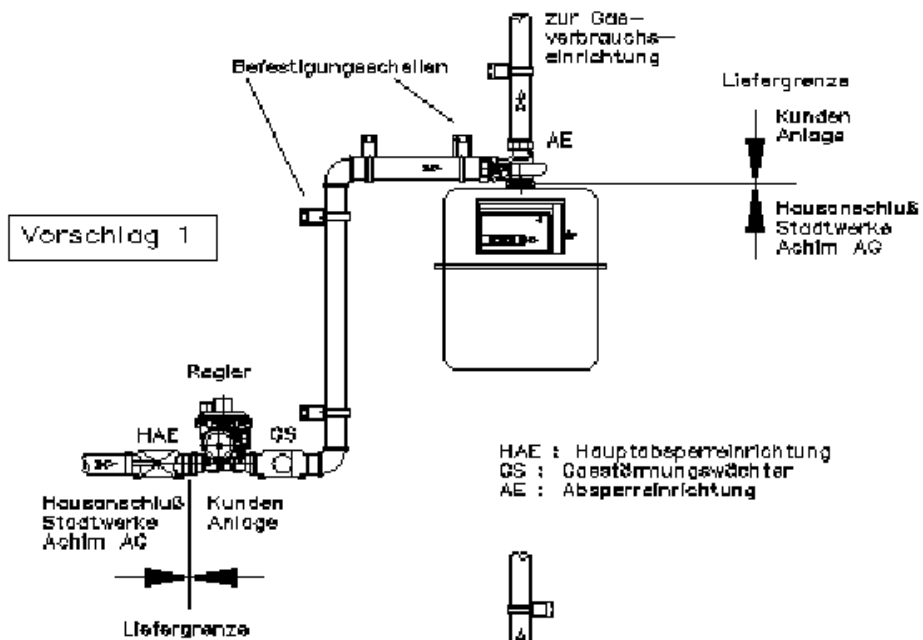 zur Gas-
verbrauchs-
einrichtung
Befestigungsschellen
Liefergrenze
Kunden
Anlage
AE
Hausanschluß
Stadtwerke
Achim AG
Vorschlag 1
Regler
HAE
GS
HAE : Hauptabsperreinrichtung
GS : Gasströmungswächter
AE : Absperreinrichtung
Hausanschluß
Stadtwerke
Achim AG
Kunden
Anlage
Liefergrenze